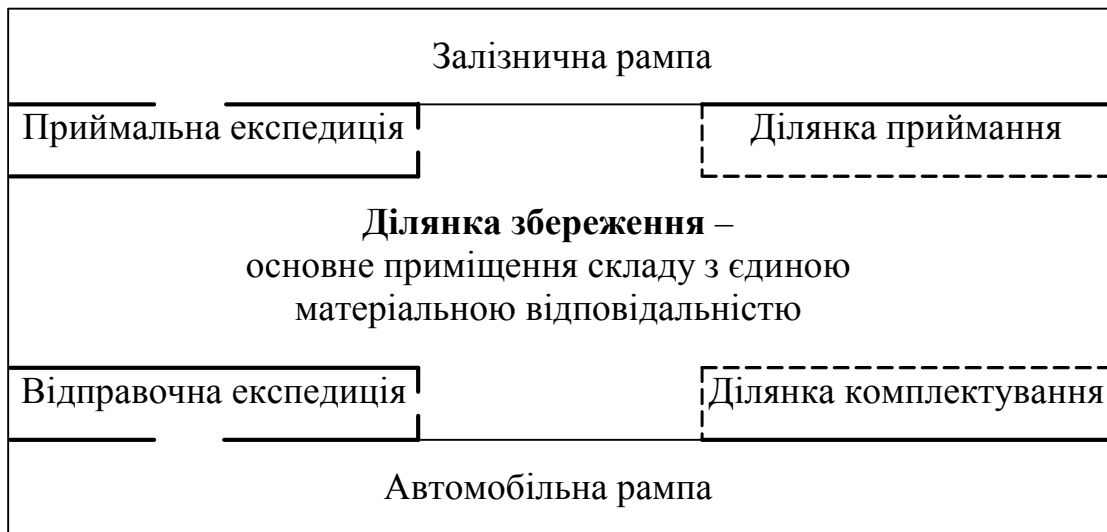 Залізнична рампа
Приймальна експедиція
Ділянка приймання
Ділянка збереження –
основне приміщення складу з єдиною
матеріальною відповідальністю
Відправочна експедиція
Ділянка комплектування
Автомобільна рампа